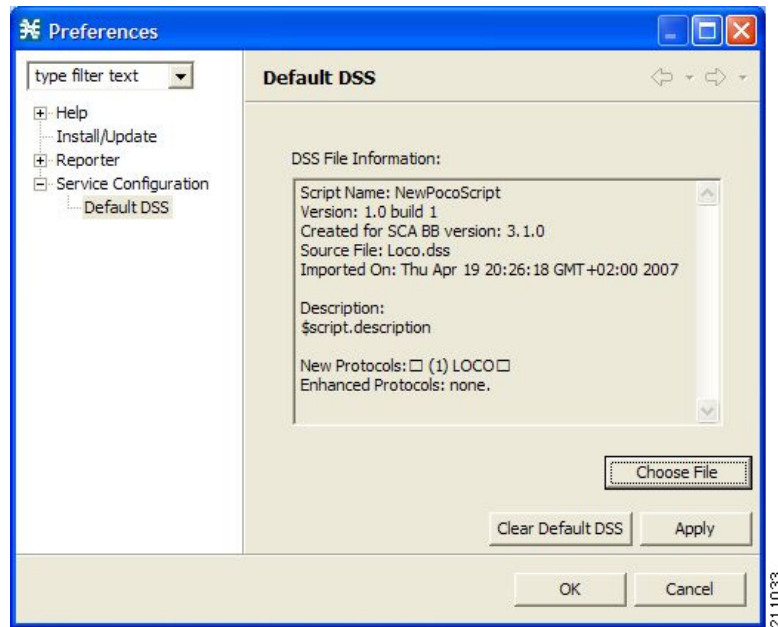 Preferences
type filter text
Default DSS
Help
Install/Update
Reporter
Service Configuration
Default DSS
DSS File Information:
Script Name: NewPocoScript
Version: 1.0 build 1
Created for SCA BB version: 3.1.0
Source File: Loco.dss
Imported On: Thu Apr 19 20:26:18 GMT+02:00 2007
Description:
$script.description
New Protocols:□ (1) LOCO□
Enhanced Protocols: none.
Choose File
Clear Default DSS
Apply
OK
Cancel
211033